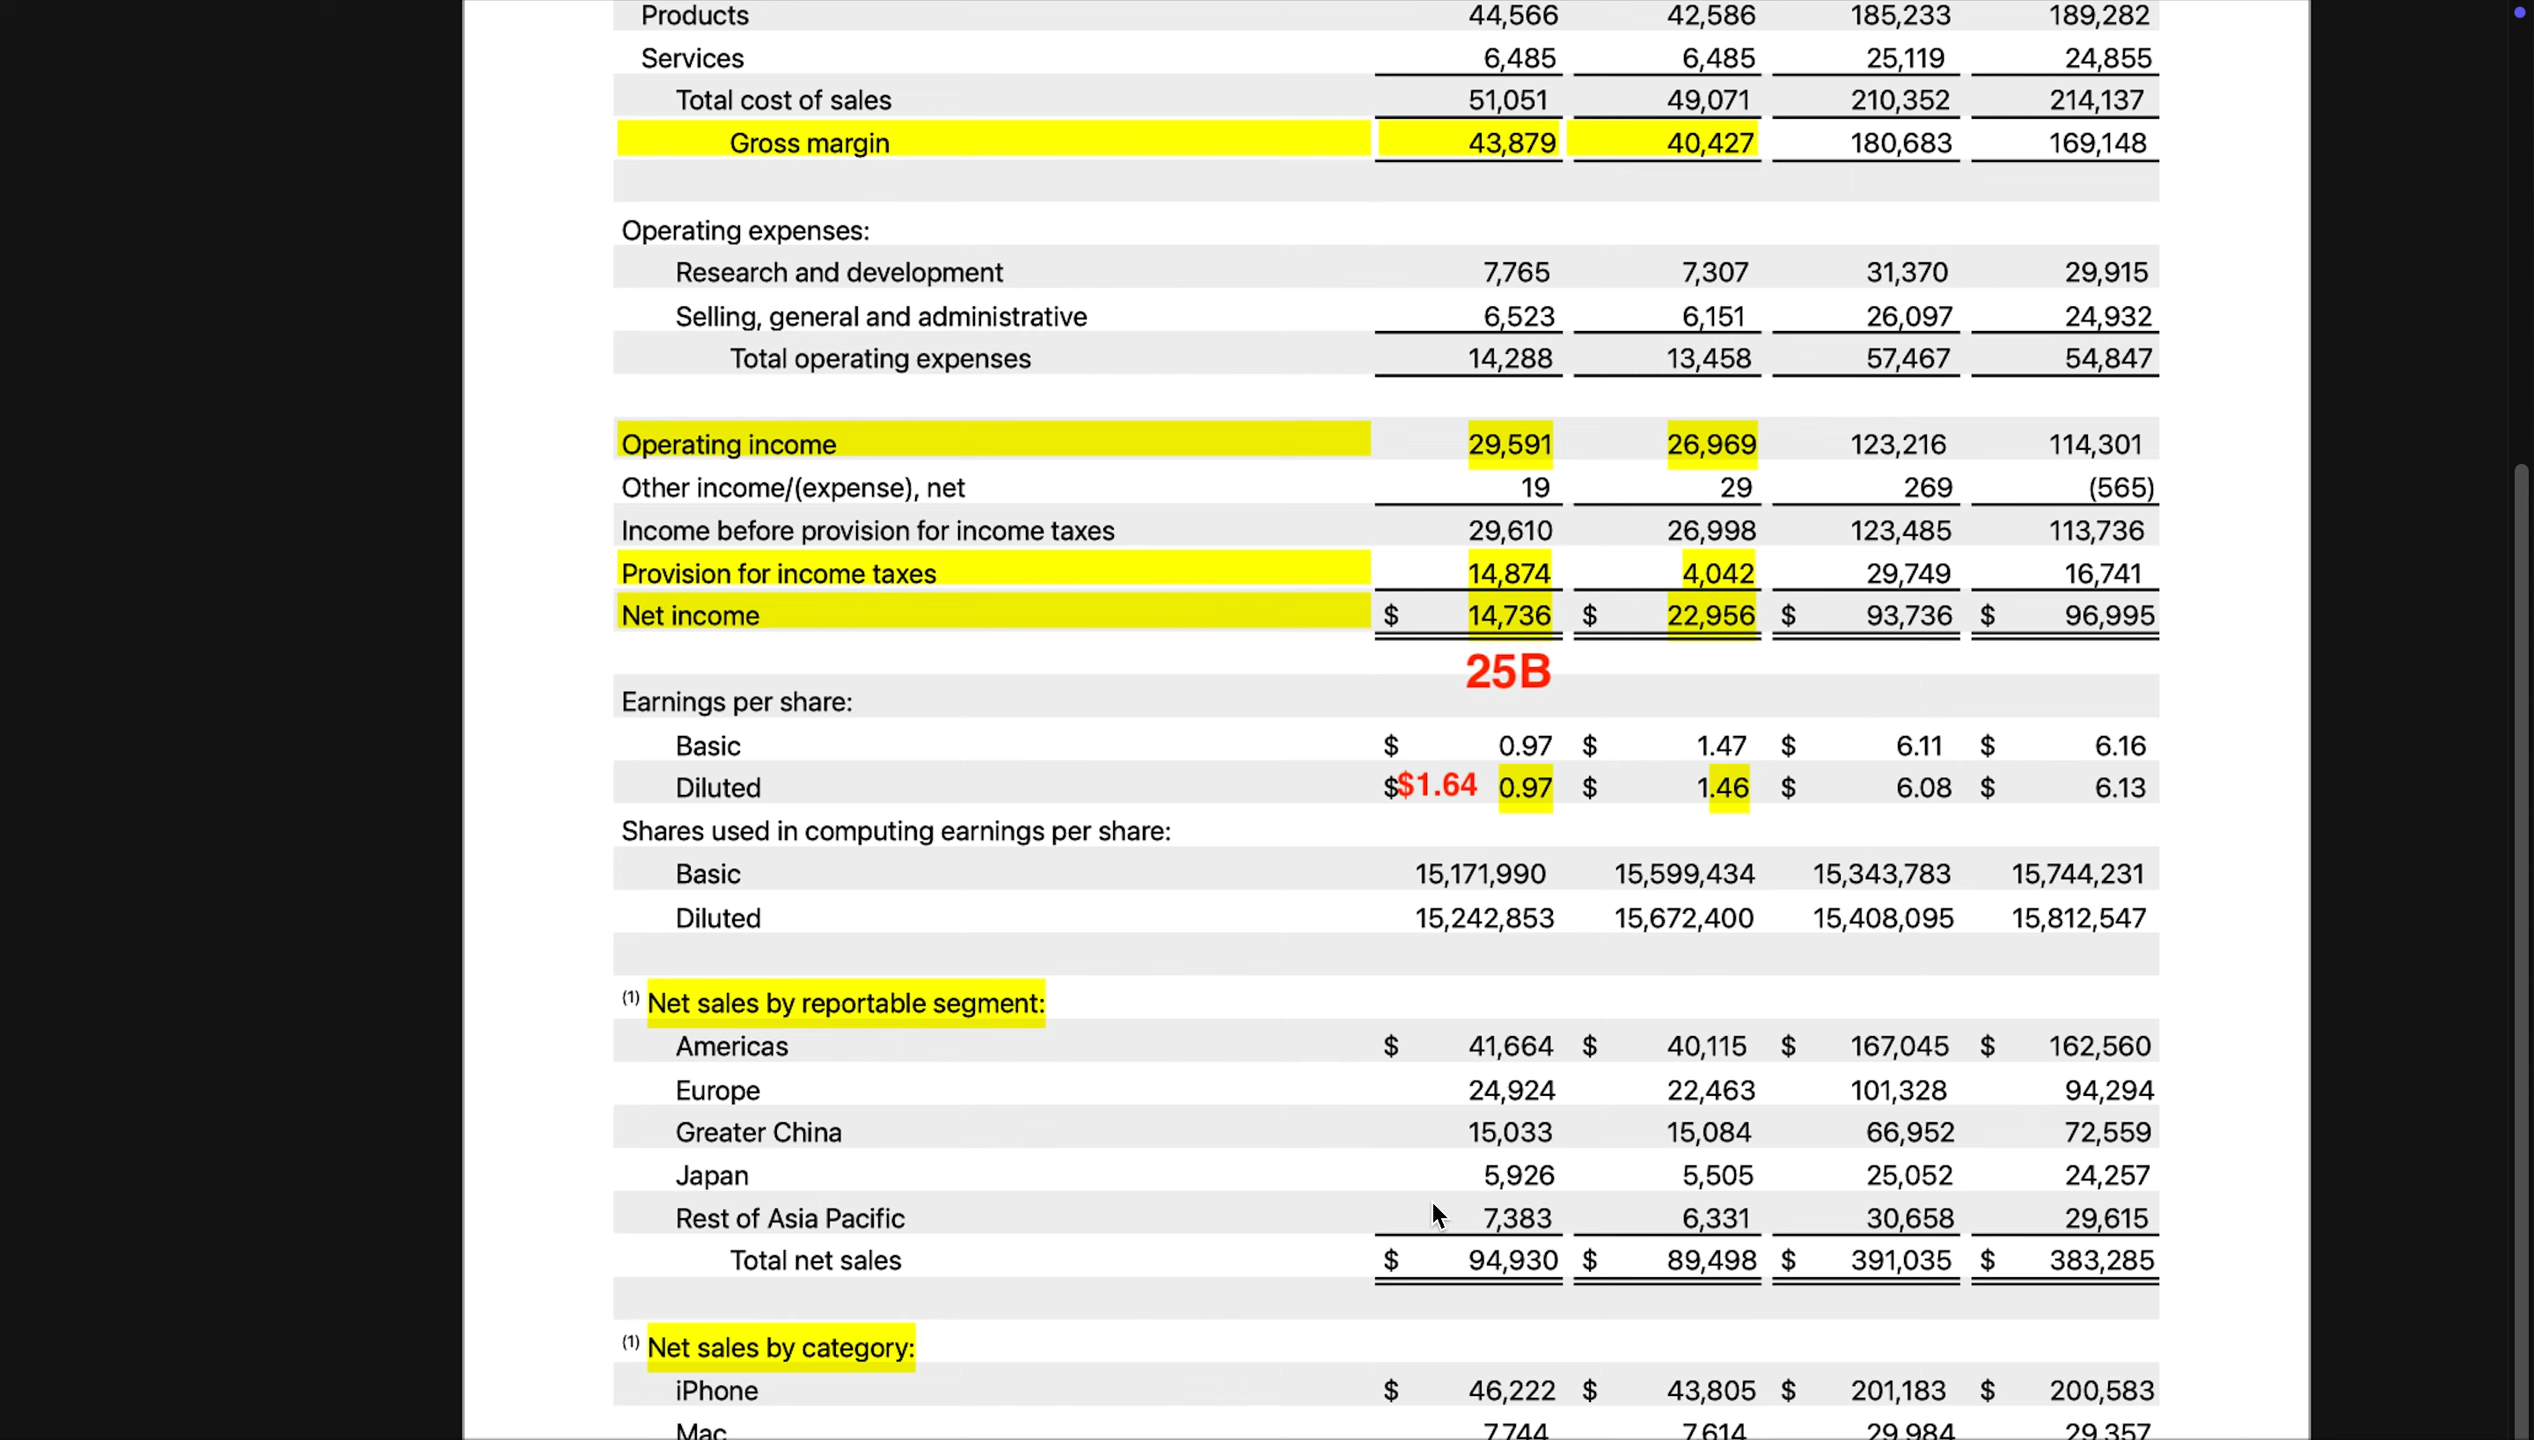 Products 44,566 42,586 185,233 189,282
Services 6,485 6,485 25,119 24,855
Total cost of sales 51,051 49,071 210,352 214,137
Gross margin 43,879 40,427 180,683 169,148
Operating expenses:
Research and development 7,765 7,307 31,370 29,915
Selling, general and administrative 6,523 6,151 26,097 24,932
Total operating expenses 14,288 13,458 57,467 54,847
Operating income 29,591 26,969 123,216 114,301
Other income/(expense), net 19 29 269 (565)
Income before provision for income taxes 29,610 26,998 123,485 113,736
Provision for income taxes 14,874 4,042 29,749 16,741
Net income $ 14,736 $ 22,956 $ 93,736 $ 96,995
25B
Earnings per share:
Basic $ 0.97 $ 1.47 $ 6.11 $ 6.16
Diluted $ $1.64 0.97 $ 1.46 $ 6.08 $ 6.13
Shares used in computing earnings per share:
Basic 15,171,990 15,599,434 15,343,783 15,744,231
Diluted 15,242,853 15,672,400 15,408,095 15,812,547
(1) Net sales by reportable segment:
Americas $ 41,664 $ 40,115 $ 167,045 $ 162,560
Europe 24,924 22,463 101,328 94,294
Greater China 15,033 15,084 66,952 72,559
Japan 5,926 5,505 25,052 24,257
Rest of Asia Pacific 7,383 6,331 30,658 29,615
Total net sales $ 94,930 $ 89,498 $ 391,035 $ 383,285
(1) Net sales by category:
iPhone $ 46,222 $ 43,805 $ 201,183 $ 200,583
Mac 7,744 7,614 29,984 29,357